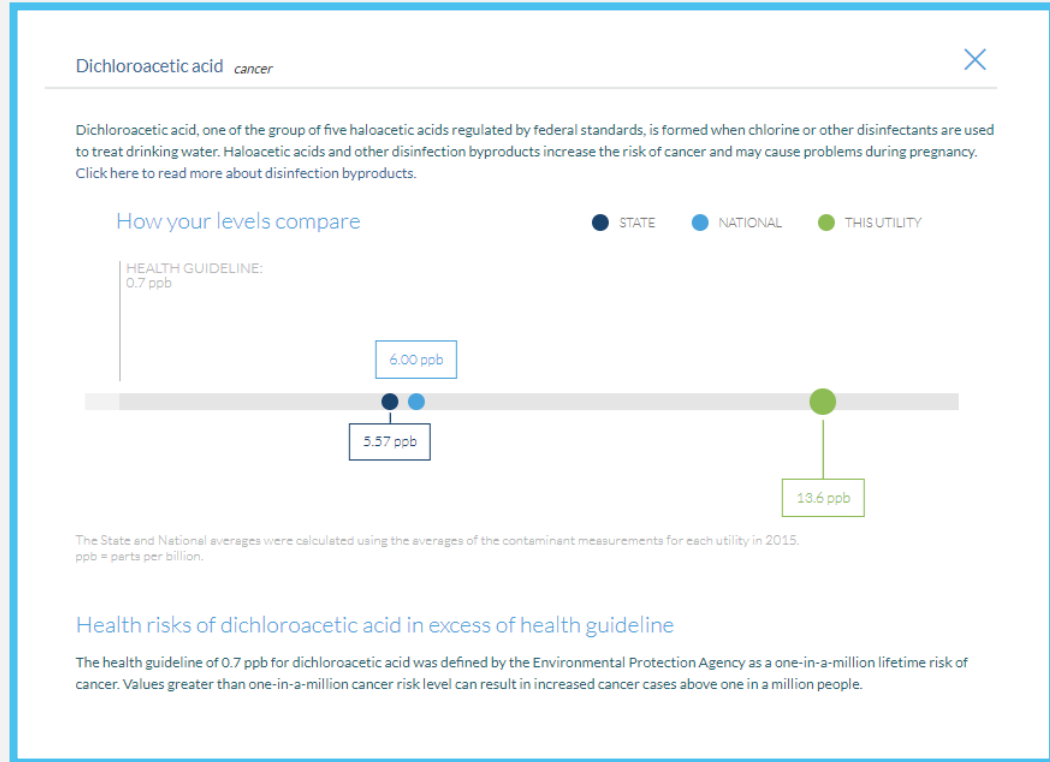 Dichloroacetic acid cancer
Dichloroacetic acid, one of the group of five haloacetic acids regulated by federal standards, is formed when chlorine or other disinfectants are used
to treat drinking water. Haloacetic acids and other disinfection byproducts increase the risk of cancer and may cause problems during pregnancy.
Click here to read more about disinfection byproducts.
How your levels compare
STATE NATIONAL THIS UTILITY
HEALTH GUIDELINE:
0.7 ppb
6.00 ppb
5.57 ppb
13.6 ppb
The State and National averages were calculated using the averages of the contaminant measurements for each utility in 2015.
ppb = parts per billion.
Health risks of dichloroacetic acid in excess of health guideline
The health guideline of 0.7 ppb for dichloroacetic acid was defined by the Environmental Protection Agency as a one-in-a-million lifetime risk of
cancer. Values greater than one-in-a-million cancer risk level can result in increased cancer cases above one in a million people.